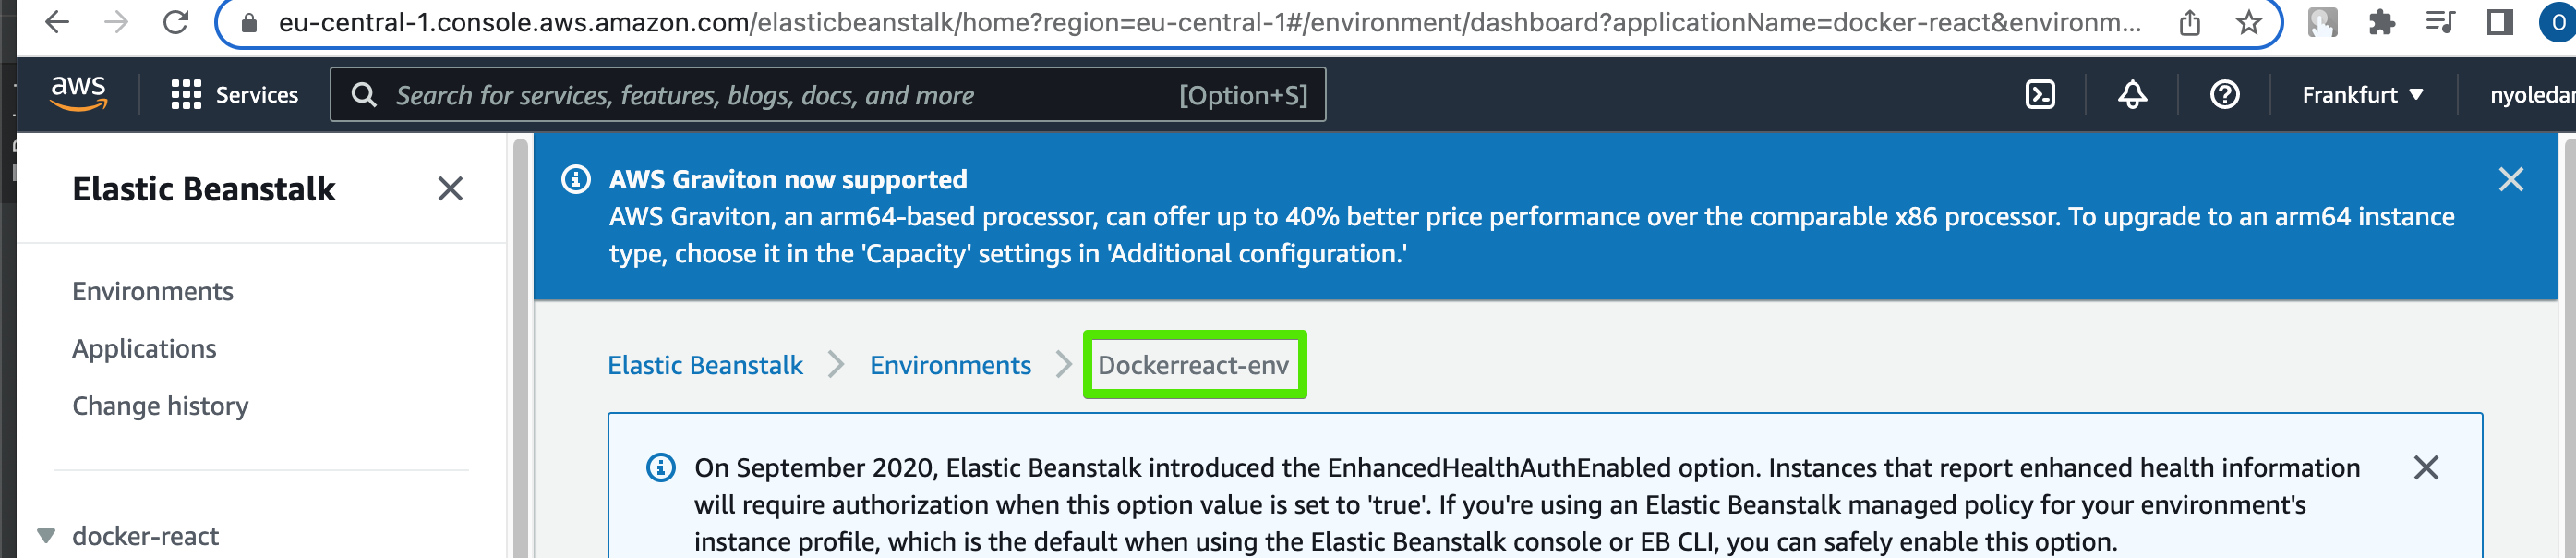 eu-central-1.console.aws.amazon.com/elasticbeanstalk/home?region=eu-central-1#/environment/dashboard?applicationName=docker-react&environm...
O
aws
Services
Search for services, features, blogs, docs, and more
[Option+S]
Frankfurt
nyoledan
Elastic Beanstalk
Environments
Applications
Change history
docker-react
AWS Graviton now supported
AWS Graviton, an arm64-based processor, can offer up to 40% better price performance over the comparable x86 processor. To upgrade to an arm64 instance
type, choose it in the 'Capacity' settings in 'Additional configuration.'
Elastic Beanstalk
Environments
Dockerreact-env
On September 2020, Elastic Beanstalk introduced the EnhancedHealthAuthEnabled option. Instances that report enhanced health information
will require authorization when this option value is set to 'true'. If you're using an Elastic Beanstalk managed policy for your environment's
instance profile, which is the default when using the Elastic Beanstalk console or EB CLI, you can safely enable this option.